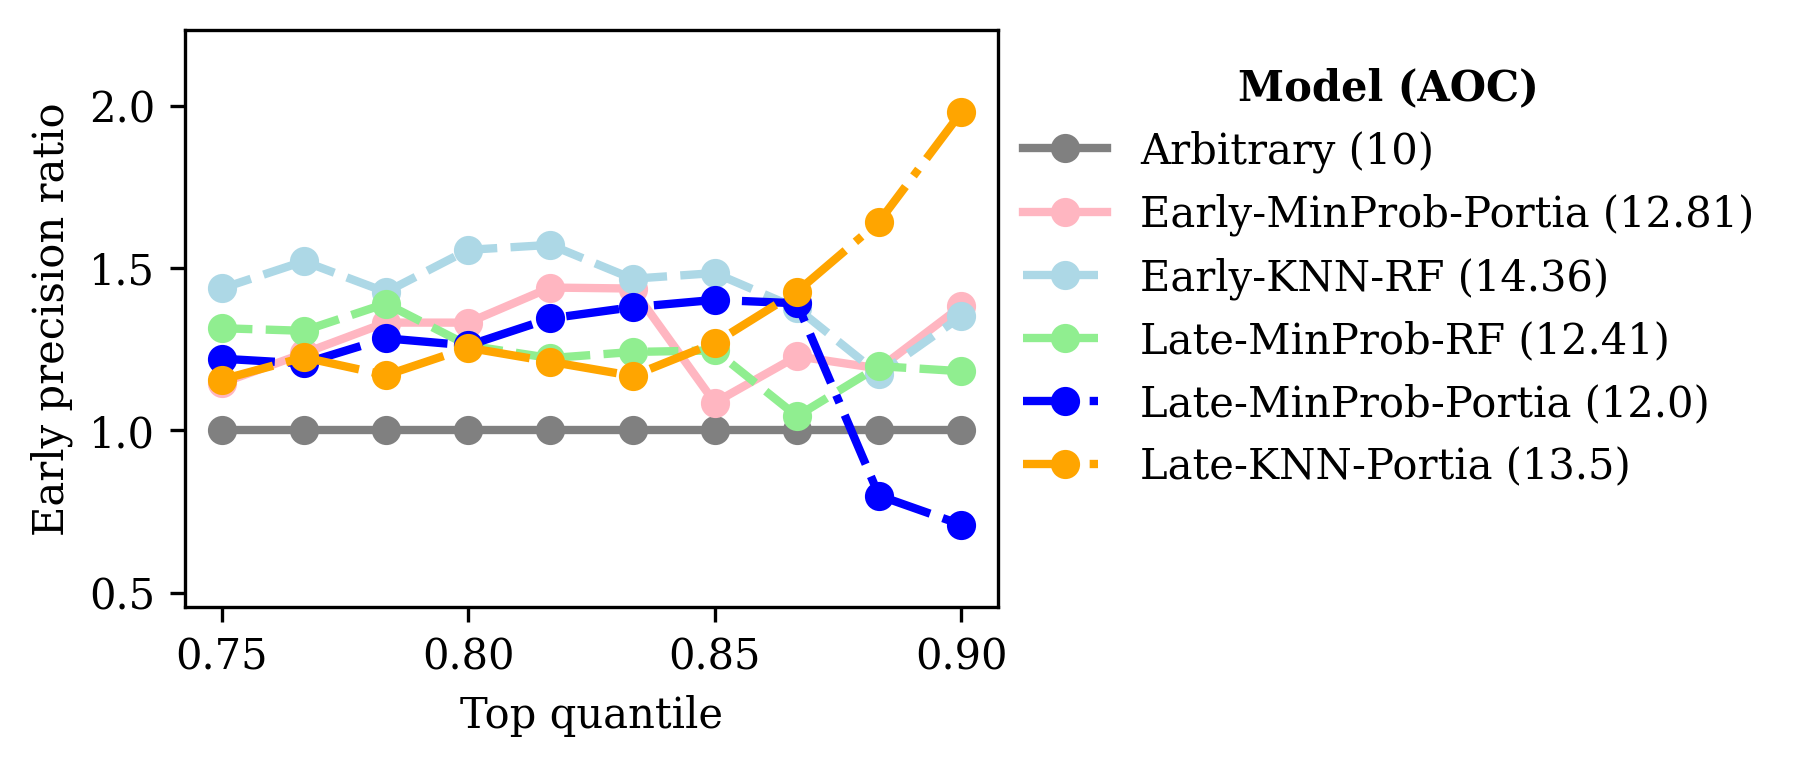 Early precision ratio
2.0
1.5
1.0
0.5
0.75 0.80 0.85 0.90
Top quantile
Model (AOC)
Arbitrary (10)
Early-MinProb-Portia (12.81)
Early-KNN-RF (14.36)
Late-MinProb-RF (12.41)
Late-MinProb-Portia (12.0)
Late-KNN-Portia (13.5)